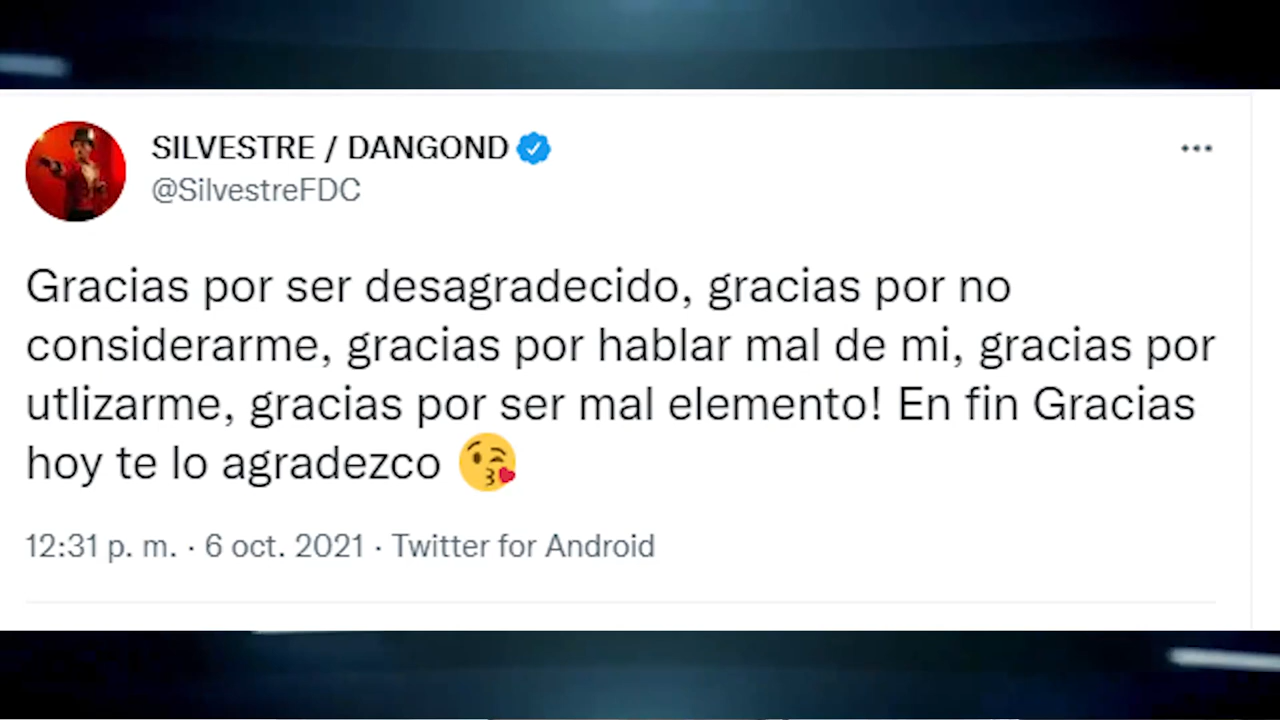 SILVESTRE / DANGOND
@SilvestreFDC
Gracias por ser desagradecido, gracias por no
considerarme, gracias por hablar mal de mi, gracias por
utlizarme, gracias por ser mal elemento! En fin Gracias
hoy te lo agradezco 😘
12:31 p. m. · 6 oct. 2021 · Twitter for Android